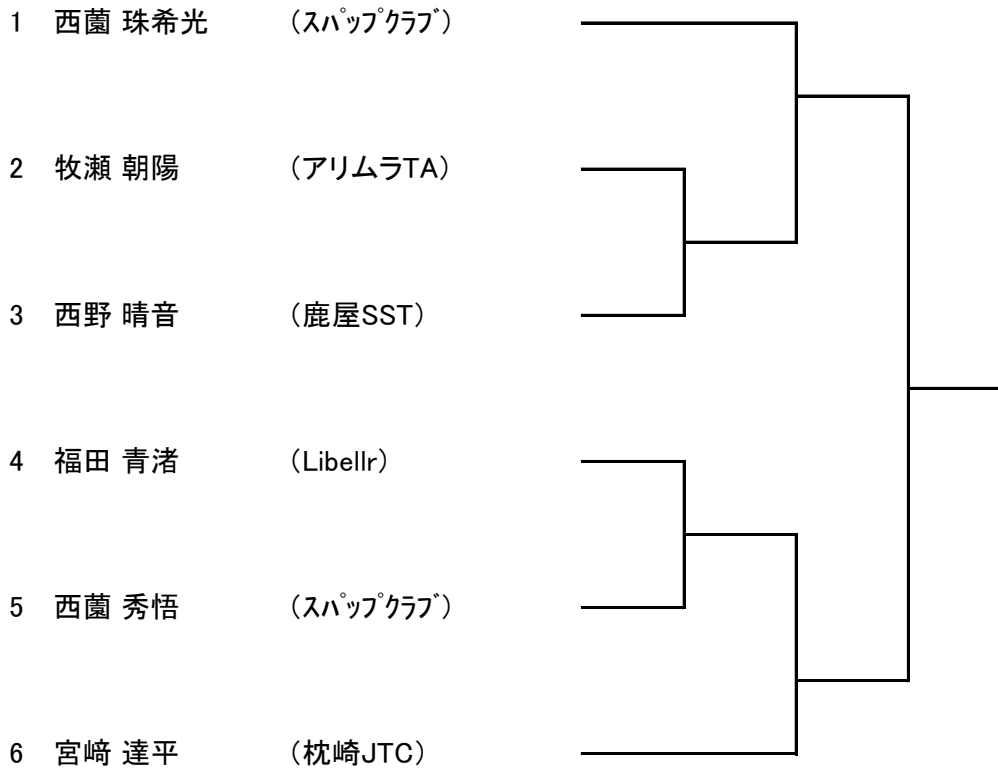 1 西薗 珠希光 (ｽﾊﾟｯﾌﾟｸﾗﾌﾞ)
2 牧瀬 朝陽 (アリムラTA)
3 西野 晴音 (鹿屋SST)
4 福田 青渚 (Libellr)
5 西薗 秀悟 (ｽﾊﾟｯﾌﾟｸﾗﾌﾞ)
6 宮﨑 達平 (枕崎JTC)